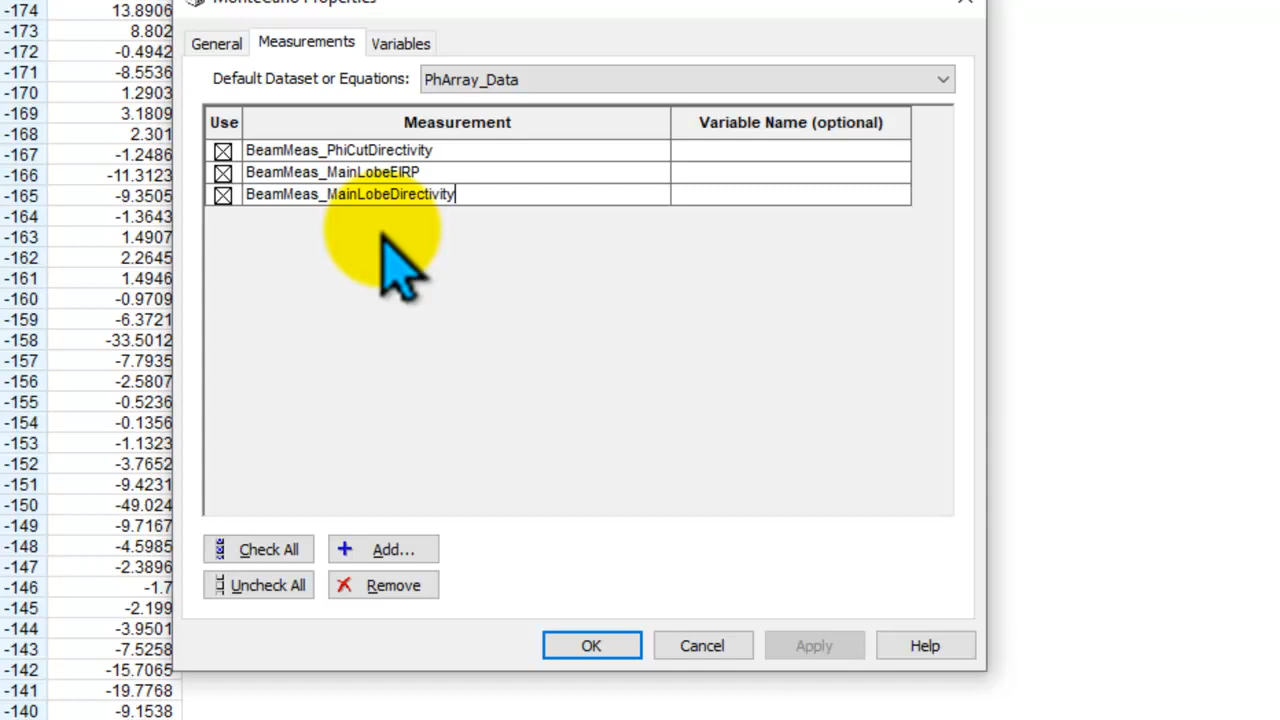 MonteCarlo Properties
General
Measurements
Variables
Default Dataset or Equations:
PhArray_Data
Use
Measurement
Variable Name (optional)
BeamMeas_PhiCutDirectivity
BeamMeas_MainLobeEIRP
BeamMeas_MainLobeDirectivity
Check All
Add...
Uncheck All
Remove
OK
Cancel
Apply
Help
-174 13.8906
-173 8.802
-172 -0.4942
-171 -8.5536
-170 1.2903
-169 3.1809
-168 2.301
-167 -1.2486
-166 -11.3123
-165 -9.3505
-164 -1.3643
-163 1.4907
-162 2.2645
-161 1.4946
-160 -0.9709
-159 -6.3721
-158 -33.5012
-157 -7.7935
-156 -2.5807
-155 -0.5236
-154 -0.1356
-153 -1.1323
-152 -3.7652
-151 -9.4231
-150 -49.024
-149 -9.7167
-148 -4.5985
-147 -2.3896
-146 -1.7
-145 -2.199
-144 -3.9501
-143 -7.5258
-142 -15.7065
-141 -19.7768
-140 -9.1538